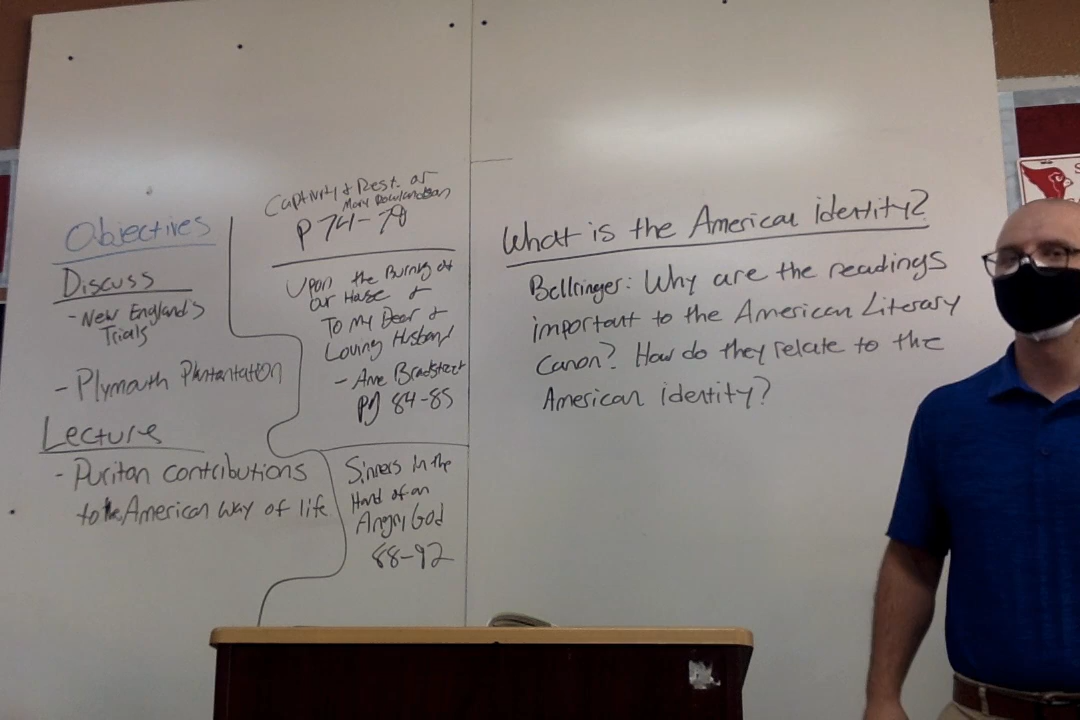 Objectives
Discuss
- New England's
Trials
- Plymouth Plantantation
Lecture
- Puritan contributions
to the American way of life
Captivity & Rest. of
Mary Rowlandson
P 74-78
Upon the Burning of
our House &
To My Dear &
Loving Husband
- Anne Bradstreet
pg 84-85
Sinners in the
Hand of an
Angry God
88-92
What is the American identity?
Bellringer: Why are the readings
important to the American Literary
Canon? How do they relate to the
American identity?